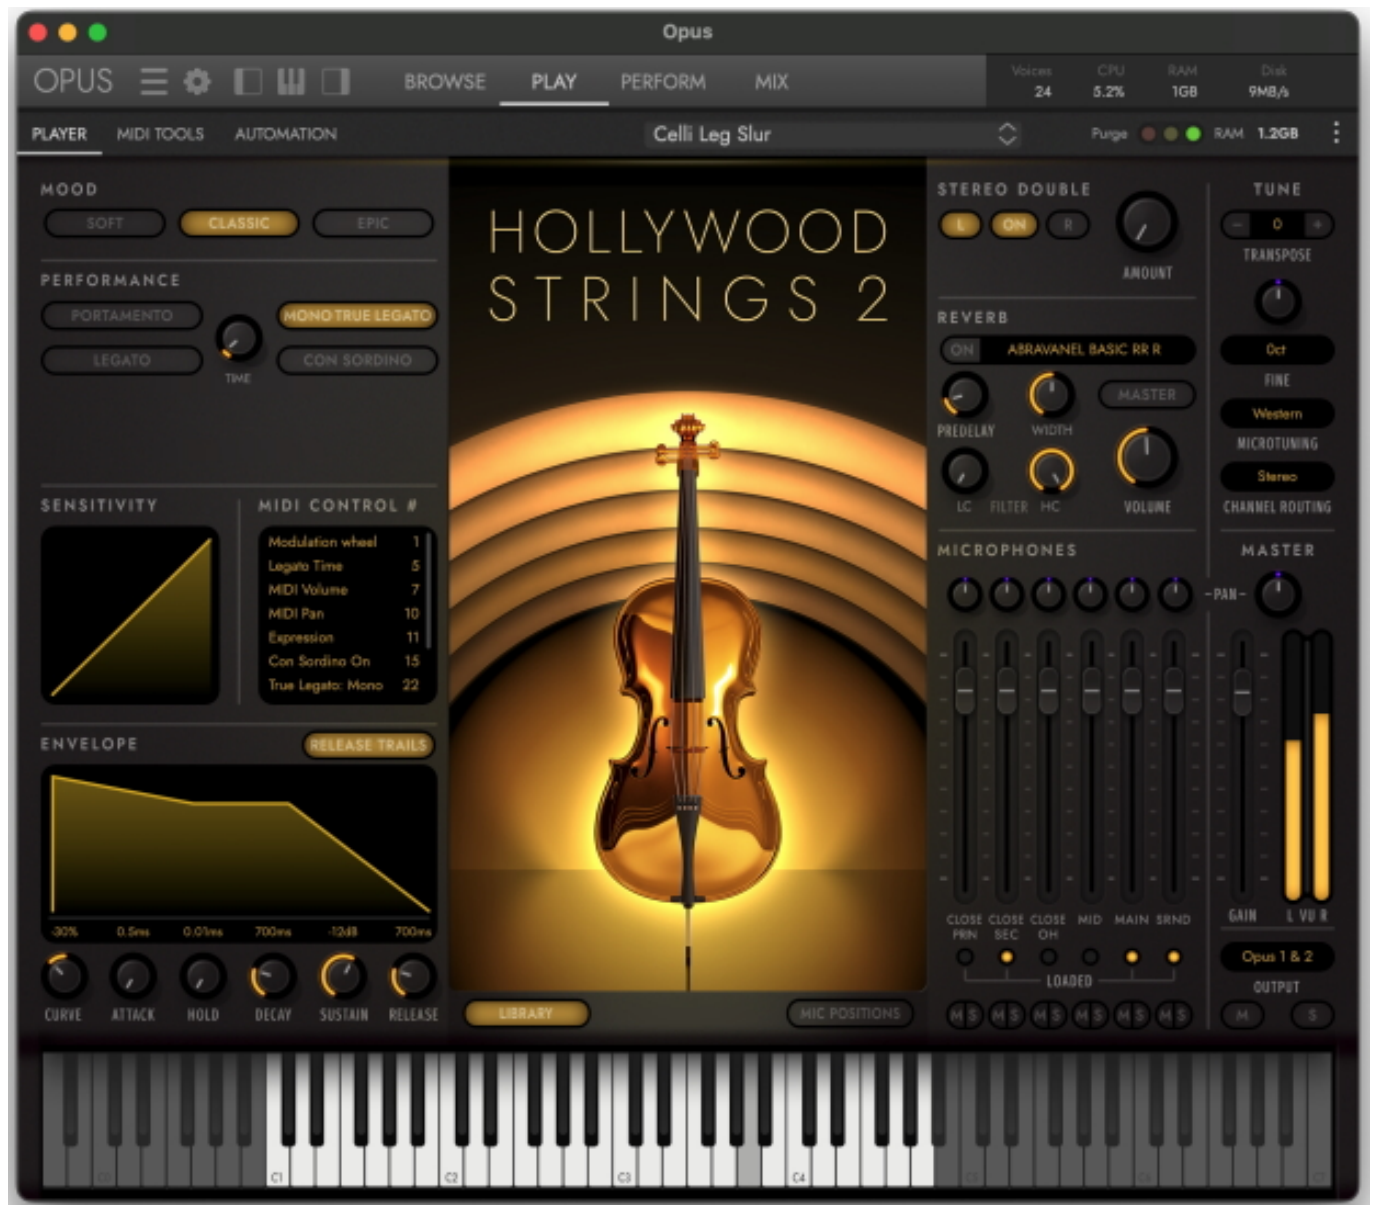 Opus
OPUS BROWSE PLAY PERFORM MIX
Voices CPU RAM Disk
24 5.2% 1GB 9MB/s
PLAYER MIDI TOOLS AUTOMATION Celli Leg Slur Purge RAM 1.2GB
MOOD
SOFT CLASSIC EPIC
PERFORMANCE
PORTAMENTO MONO TRUE LEGATO
LEGATO CON SORDINO
TIME
SENSITIVITY
MIDI CONTROL #
Modulation wheel 1
Legato Time 5
MIDI Volume 7
MIDI Pan 10
Expression 11
Con Sordino On 15
True Legato: Mono 22
ENVELOPE RELEASE TRAILS
-30% 0.5ms 0.01ms 700ms -12dB 700ms
CURVE ATTACK HOLD DECAY SUSTAIN RELEASE
HOLLYWOOD
STRINGS 2
LIBRARY MIC POSITIONS
STEREO DOUBLE
L ON R
AMOUNT
REVERB
ON ABRAVANEL BASIC RR R
MASTER
PREDELAY WIDTH
LC FILTER HC VOLUME
TUNE
- 0 +
TRANSPOSE
0ct
FINE
Western
MICROTUNING
Stereo
CHANNEL ROUTING
MICROPHONES
MASTER
-PAN-
CLOSE PRN CLOSE SEC CLOSE OH MID MAIN SRND
LOADED
M S M S M S M S M S M S
GAIN L VU R
Opus 1 & 2
OUTPUT
M S
C0 C1 C2 C3 C4 C5 C6 C7